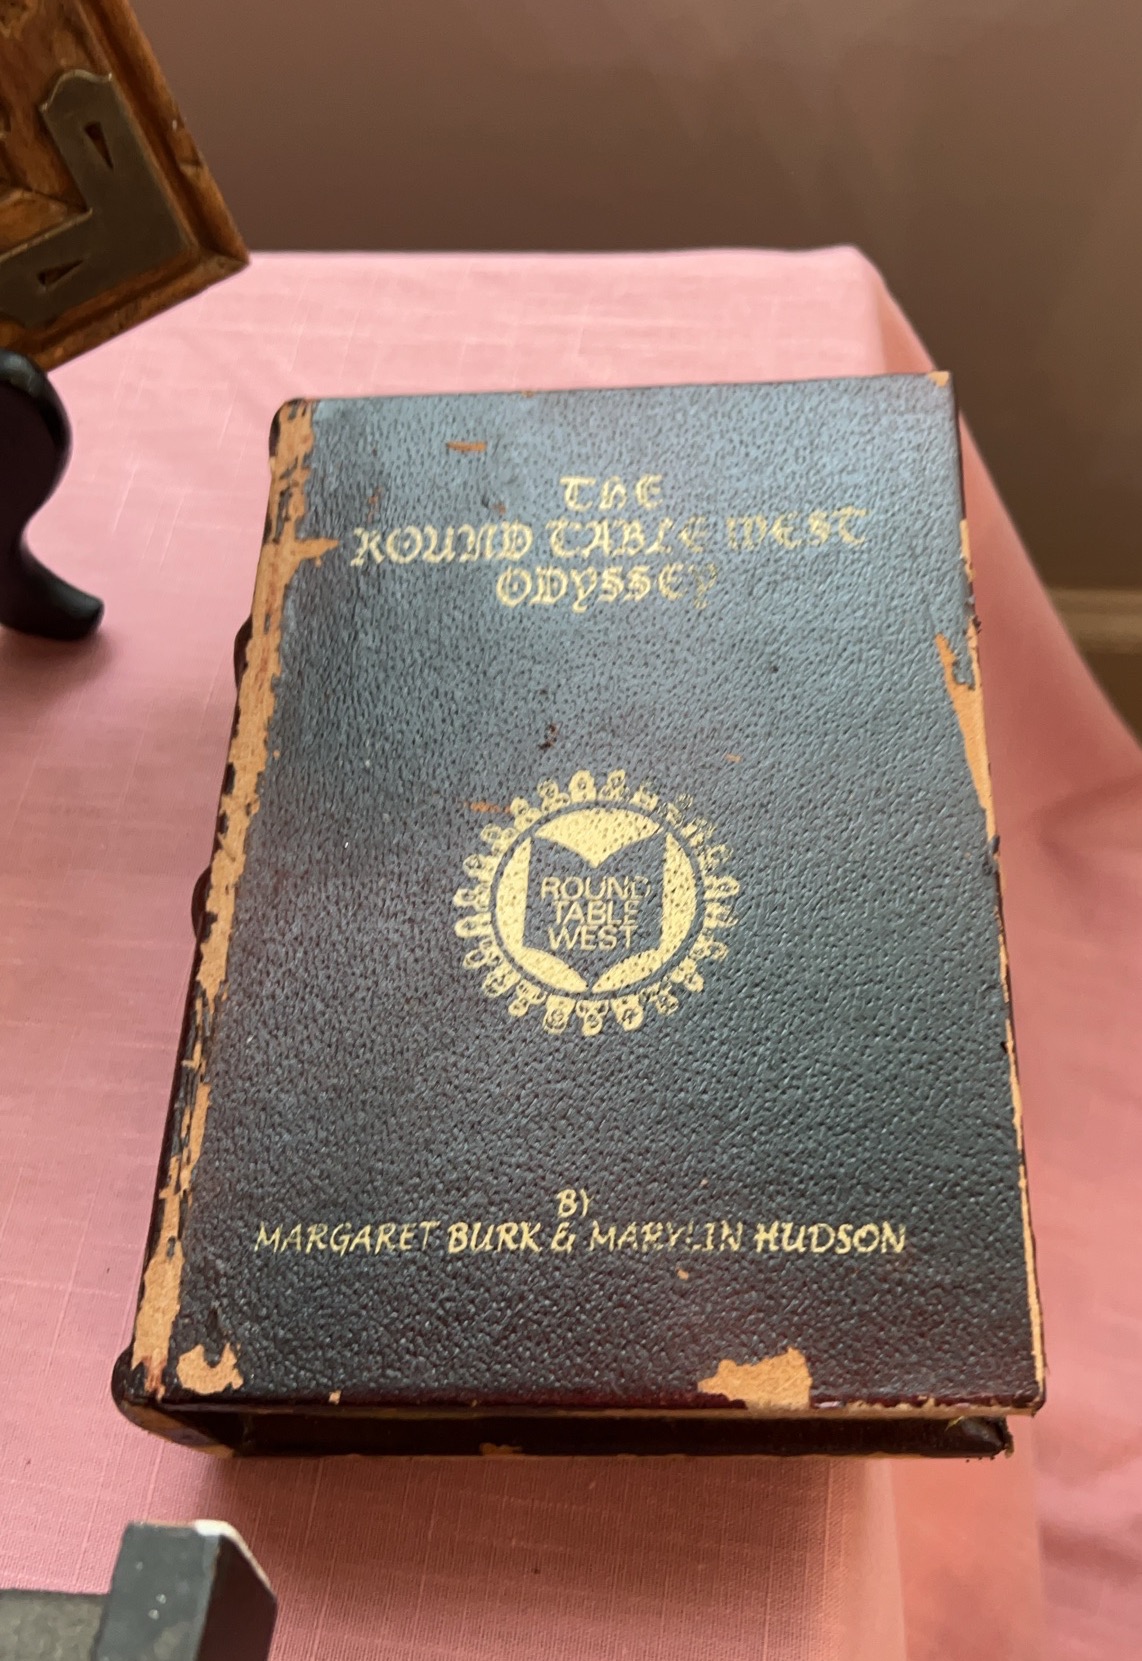 THE
ROUND TABLE WEST
ODYSSEY
ROUND
TABLE
WEST
BY
MARGARET BURK & MARYLIN HUDSON